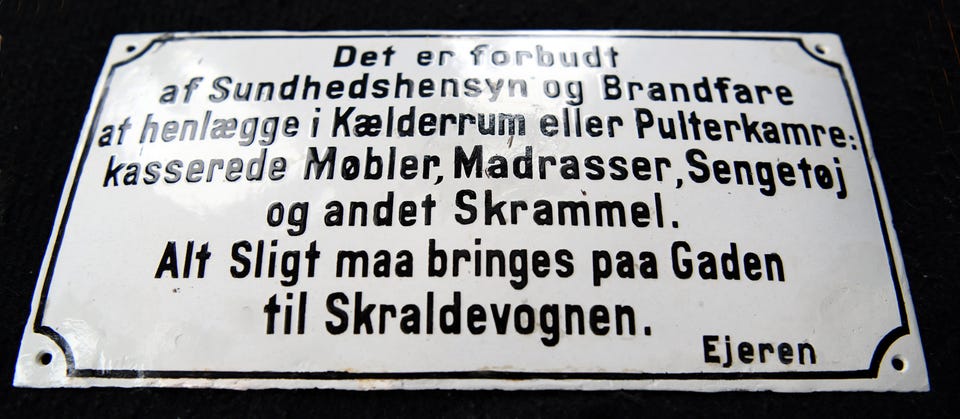 Det er forbudt
af Sundhedshensyn og Brandfare
at henlægge i Kælderrum eller Pulterkamre:
kasserede Møbler, Madrasser, Sengetøj
og andet Skrammel.
Alt Sligt maa bringes paa Gaden
til Skraldevognen.
Ejeren